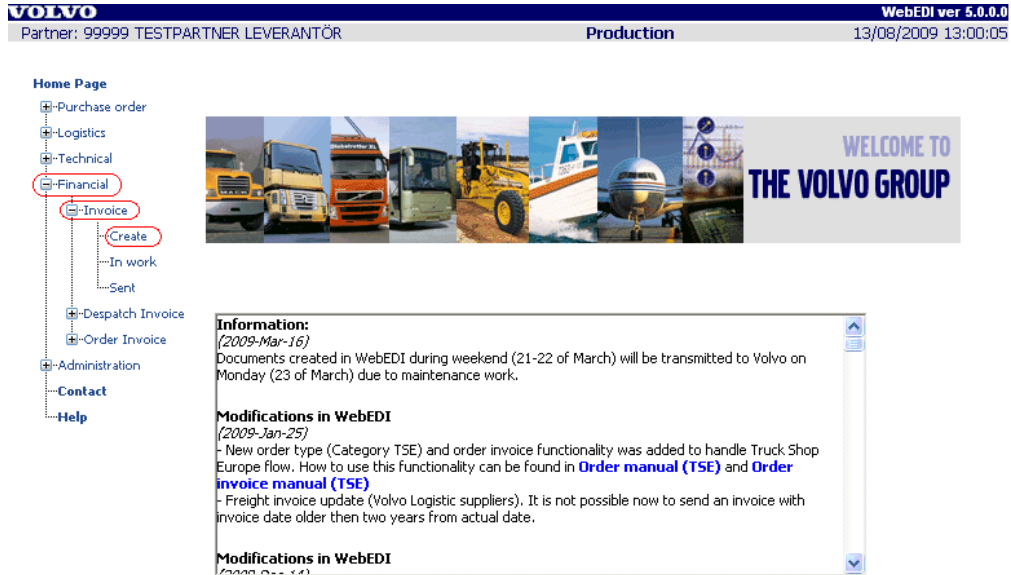 VOLVO
WebEDI ver 5.0.0.0
Partner: 99999 TESTPARTNER LEVERANTÖR Production 13/08/2009 13:00:05
Home Page
Purchase order
Logistics
Technical
Financial
Invoice
Create
In work
Sent
Despatch Invoice
Order Invoice
Administration
Contact
Help
MACK
Globetrotter XL
WELCOME TO
THE VOLVO GROUP
Information:
(2009-Mar-16)
Documents created in WebEDI during weekend (21-22 of March) will be transmitted to Volvo on
Monday (23 of March) due to maintenance work.
Modifications in WebEDI
(2009-Jan-25)
- New order type (Category TSE) and order invoice functionality was added to handle Truck Shop
Europe flow. How to use this functionality can be found in Order manual (TSE) and Order
invoice manual (TSE)
- Freight invoice update (Volvo Logistic suppliers). It is not possible now to send an invoice with
invoice date older then two years from actual date.
Modifications in WebEDI